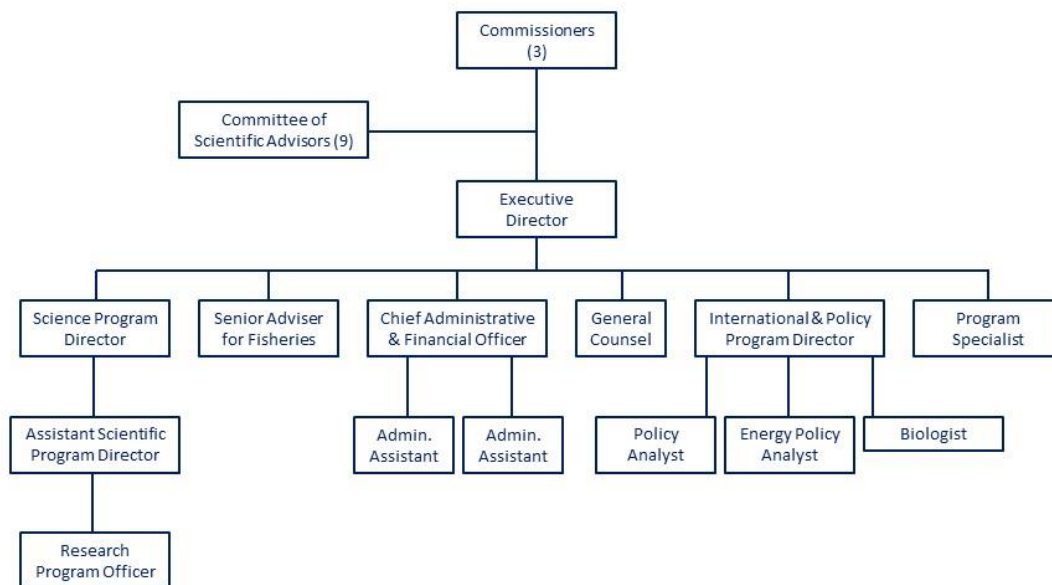 Commissioners
(3)
Committee of
Scientific Advisors (9)
Executive
Director
Science Program
Director
Senior Adviser
for Fisheries
Chief Administrative
& Financial Officer
General
Counsel
International & Policy
Program Director
Program
Specialist
Assistant Scientific
Program Director
Admin.
Assistant
Admin.
Assistant
Policy
Analyst
Energy Policy
Analyst
Biologist
Research
Program Officer